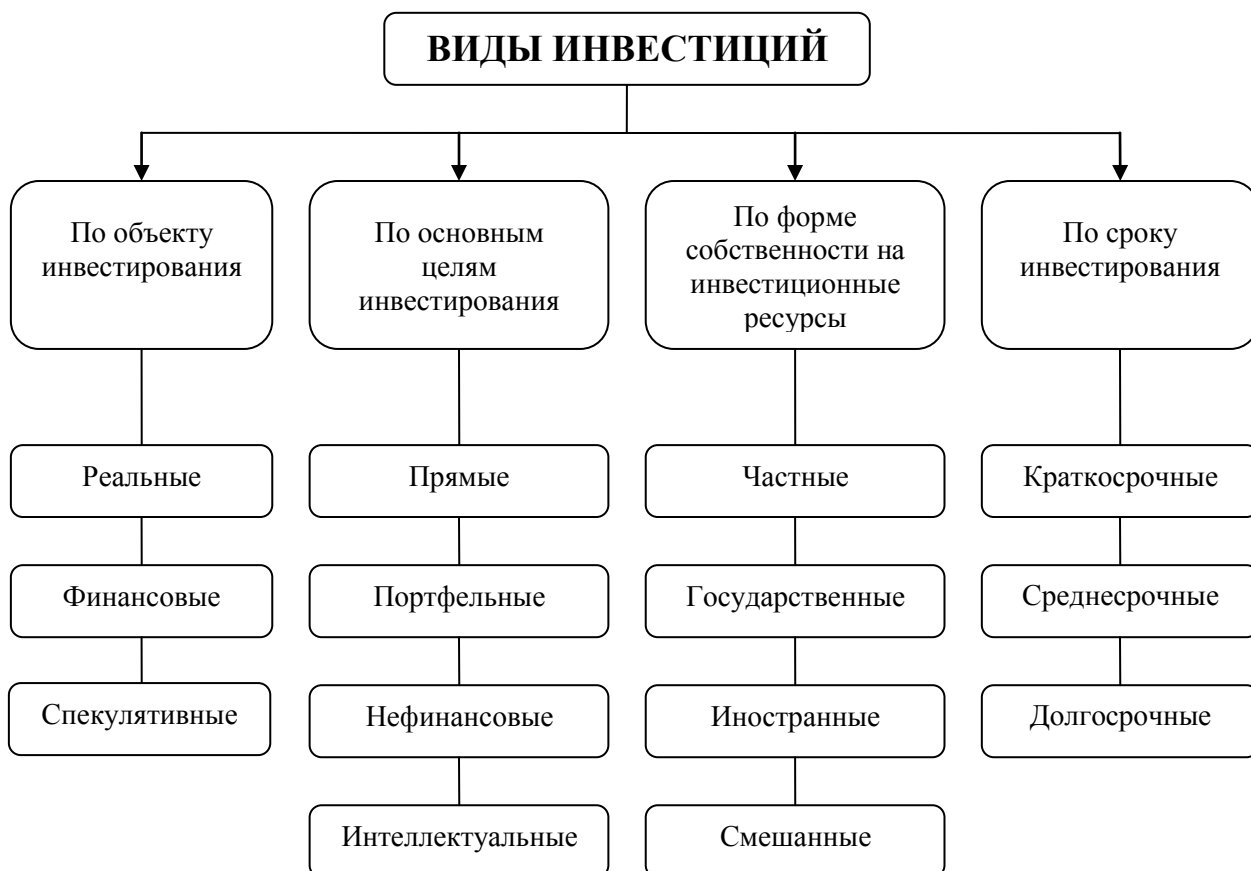 ВИДЫ ИНВЕСТИЦИЙ
По объекту
инвестирования
По основным
целям
инвестирования
По форме
собственности на
инвестиционные
ресурсы
По сроку
инвестирования
Реальные
Прямые
Частные
Краткосрочные
Финансовые
Портфельные
Государственные
Среднесрочные
Спекулятивные
Нефинансовые
Иностранные
Долгосрочные
Интеллектуальные
Смешанные